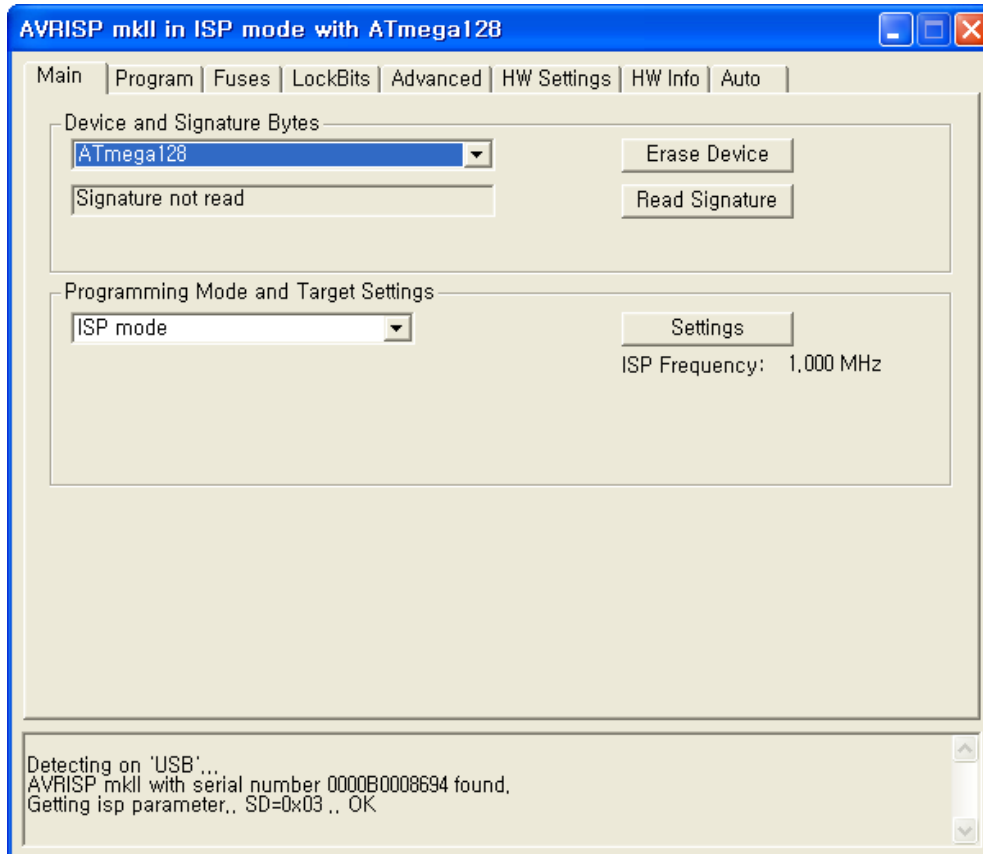 AVRISP mkII in ISP mode with ATmega128
Main Program Fuses LockBits Advanced HW Settings HW Info Auto
Device and Signature Bytes
ATmega128 Erase Device
Signature not read Read Signature
Programming Mode and Target Settings
ISP mode Settings
ISP Frequency: 1,000 MHz
Detecting on 'USB',,,
AVRISP mkII with serial number 0000B0008694 found,
Getting isp parameter,, SD=0x03 ,, OK